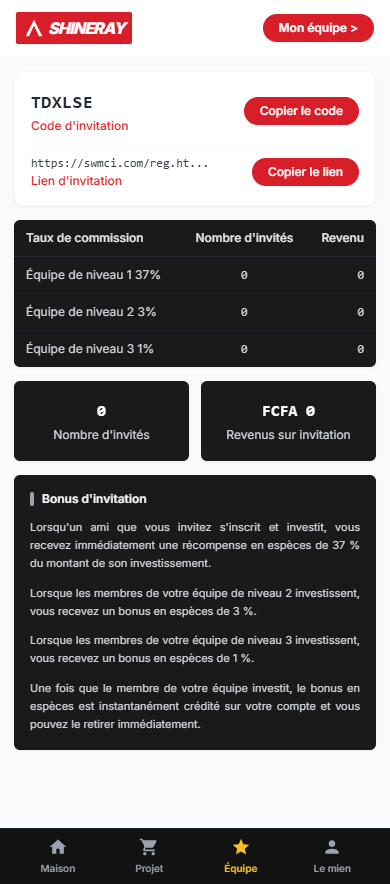 SHINERAY
Mon équipe >
TDXLSE
Code d'invitation
Copier le code
https://swmci.com/reg.ht...
Lien d'invitation
Copier le lien
Taux de commission Nombre d'invités Revenu
Équipe de niveau 1 37% 0 0
Équipe de niveau 2 3% 0 0
Équipe de niveau 3 1% 0 0
0
Nombre d'invités
FCFA 0
Revenus sur invitation
Bonus d'invitation
Lorsqu'un ami que vous invitez s'inscrit et investit, vous
recevez immédiatement une récompense en espèces de 37 %
du montant de son investissement.
Lorsque les membres de votre équipe de niveau 2 investissent,
vous recevez un bonus en espèces de 3 %.
Lorsque les membres de votre équipe de niveau 3 investissent,
vous recevez un bonus en espèces de 1 %.
Une fois que le membre de votre équipe investit, le bonus en
espèces est instantanément crédité sur votre compte et vous
pouvez le retirer immédiatement.
Maison Projet Équipe Le mien